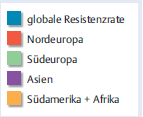 globale Resistenzrate
Nordeuropa
Südeuropa
Asien
Südamerika + Afrika